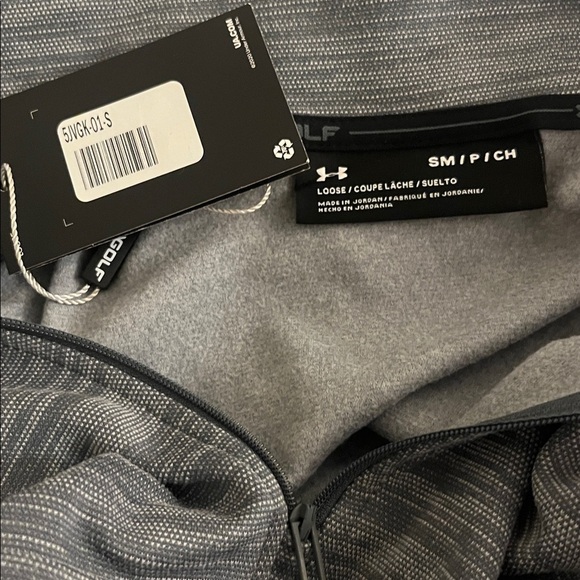 UA.COM
5JVGK-01-S
GOLF
OLF
SM / P / CH
LOOSE / COUPE LÂCHE / SUELTO
MADE IN JORDAN / FABRIQUÉ EN JORDANIE/
HECHO EN JORDANIA